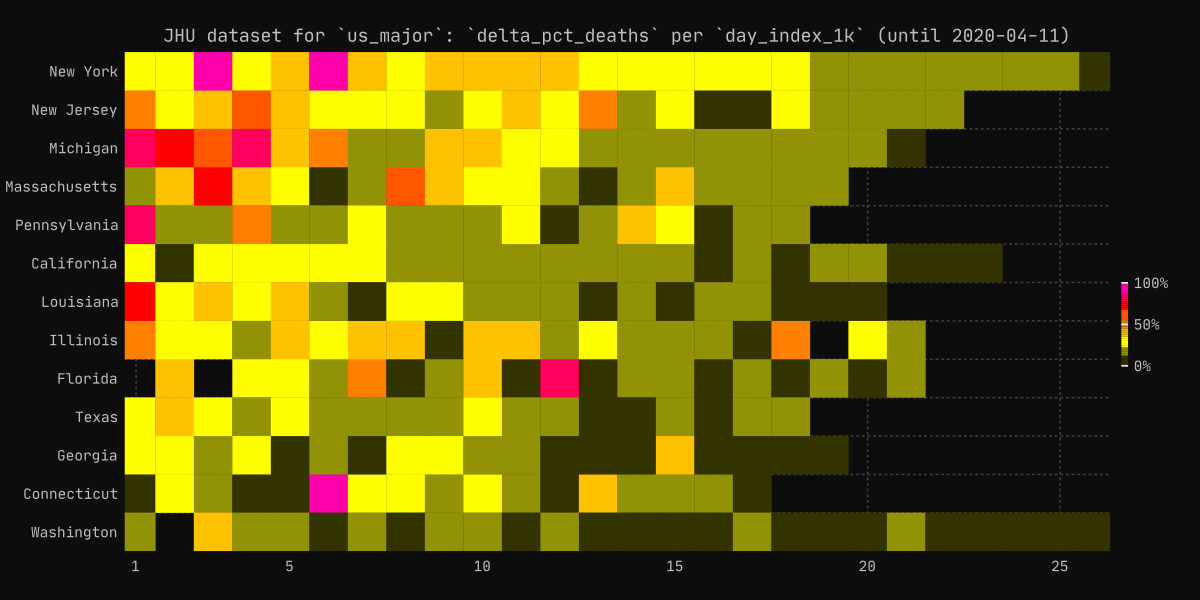 JHU dataset for `us_major`: `delta_pct_deaths` per `day_index_1k` (until 2020-04-11)
New York
New Jersey
Michigan
Massachusetts
Pennsylvania
California
Louisiana
Illinois
Florida
Texas
Georgia
Connecticut
Washington
1 5 10 15 20 25
100%
50%
0%